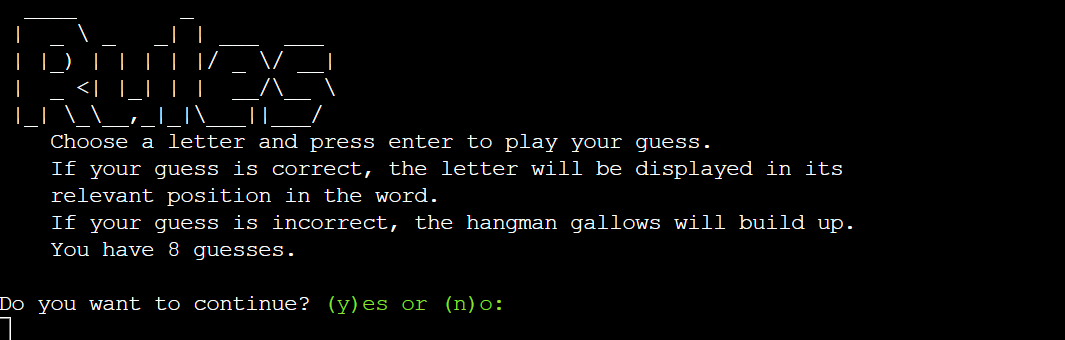 Rules
Choose a letter and press enter to play your guess.
If your guess is correct, the letter will be displayed in its
relevant position in the word.
If your guess is incorrect, the hangman gallows will build up.
You have 8 guesses.
Do you want to continue? (y)es or (n)o: